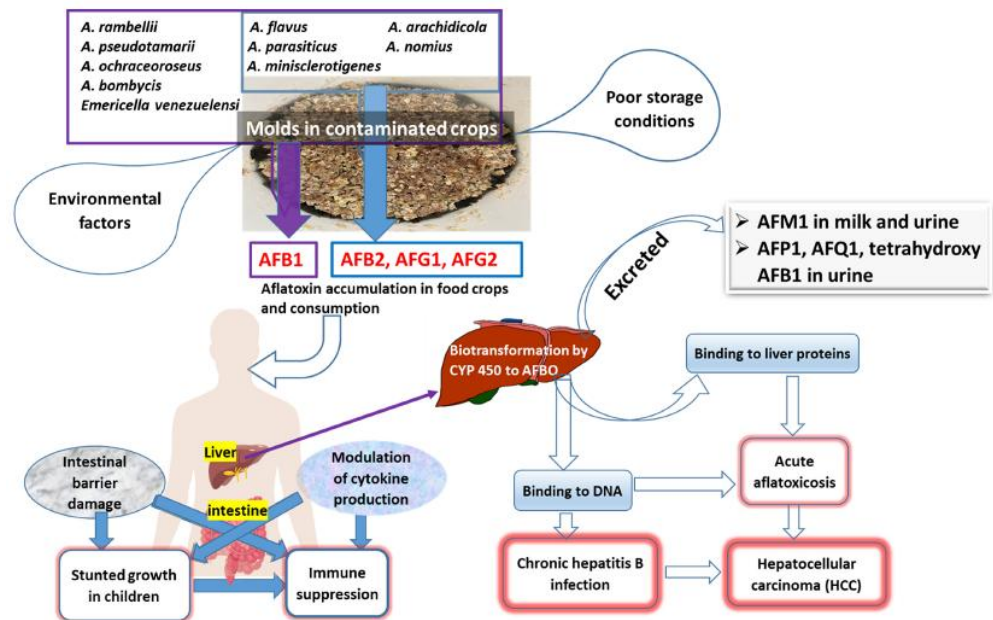 A. rambellii
A. pseudotamarii
A. ochraceoroseus
A. bombycis
Emericella venezuelensi
A. flavus
A. parasiticus
A. minisclerotigenes
A. arachidicola
A. nomius
Molds in contaminated crops
Poor storage
conditions
Environmental
factors
AFB1
AFB2, AFG1, AFG2
Aflatoxin accumulation in food crops
and consumption
Excreted
➢ AFM1 in milk and urine
➢ AFP1, AFQ1, tetrahydroxy
AFB1 in urine
Biotransformation by
CYP 450 to AFBO
Binding to liver proteins
Liver
intestine
Intestinal
barrier
damage
Modulation
of cytokine
production
Stunted growth
in children
Immune
suppression
Binding to DNA
Acute
aflatoxicosis
Chronic hepatitis B
infection
Hepatocellular
carcinoma (HCC)